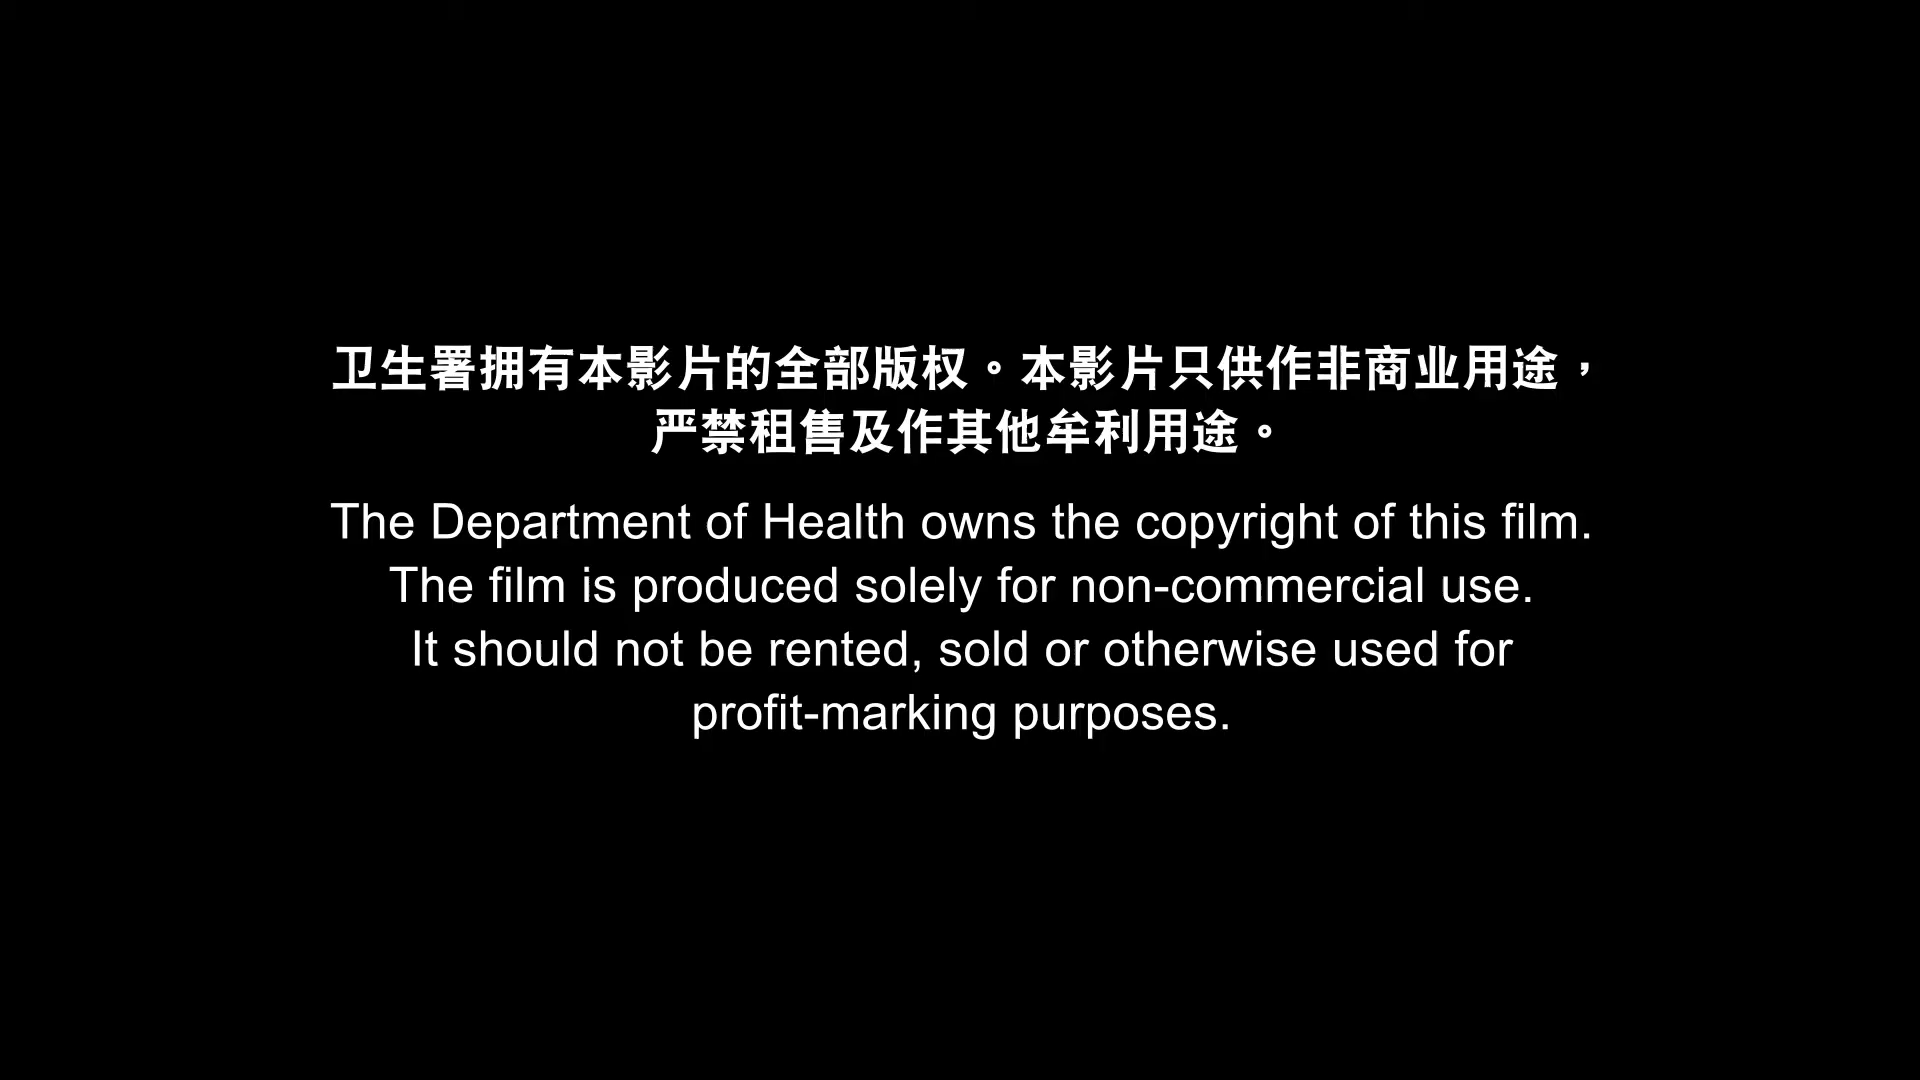 卫生署拥有本影片的全部版权。本影片只供作非商业用途，
严禁租售及作其他牟利用途。
The Department of Health owns the copyright of this film.
The film is produced solely for non-commercial use.
It should not be rented, sold or otherwise used for
profit-marking purposes.